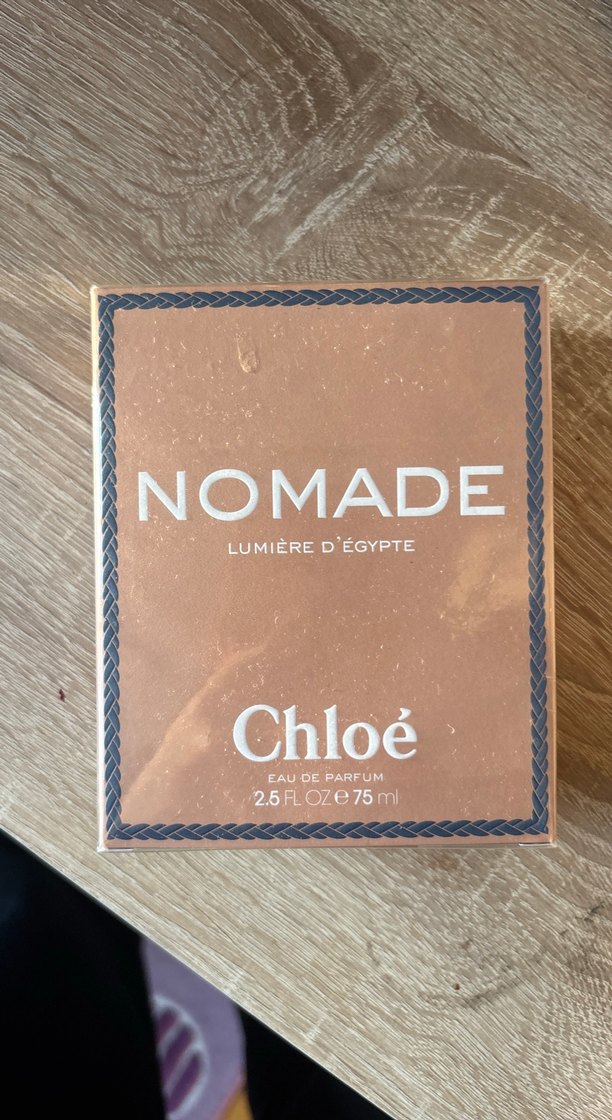 NOMADE
LUMIÈRE D'ÉGYPTE
Chloé
EAU DE PARFUM
2.5 FL OZ ℮ 75 ml